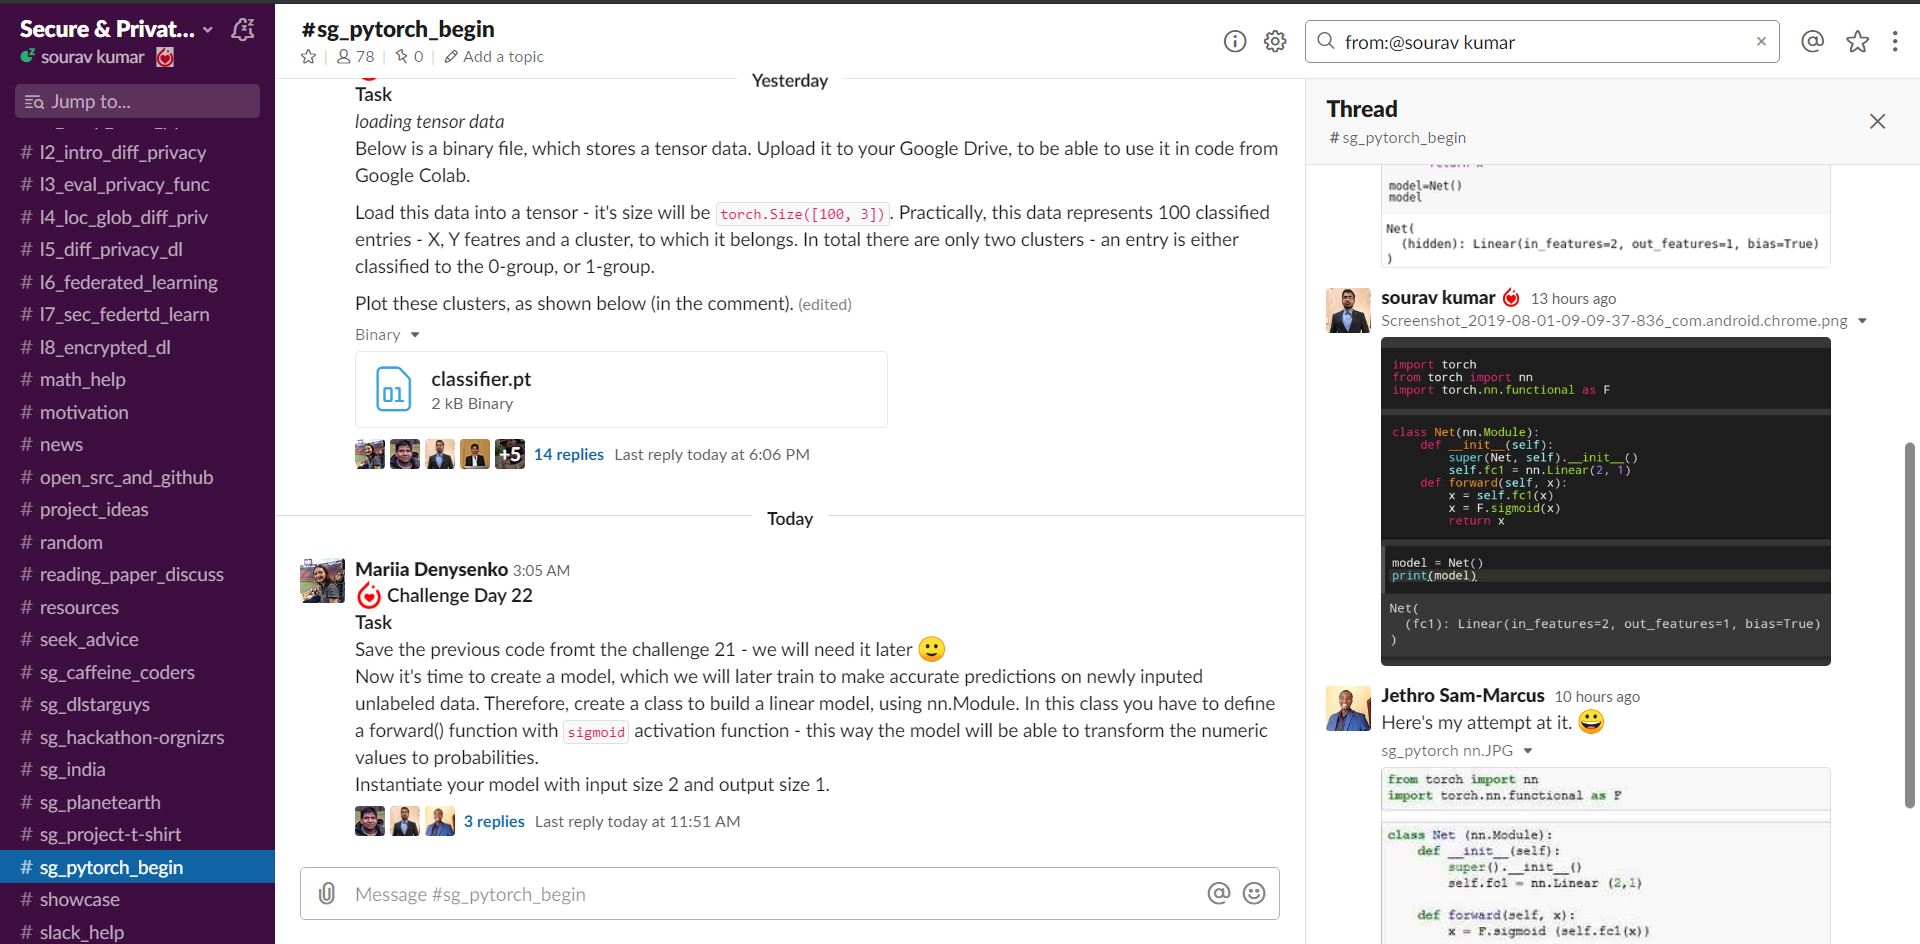 Secure & Privat...
sourav kumar
Jump to...
# l2_intro_diff_privacy
# l3_eval_privacy_func
# l4_loc_glob_diff_priv
# l5_diff_privacy_dl
# l6_federated_learning
# l7_sec_federtd_learn
# l8_encrypted_dl
# math_help
# motivation
# news
# open_src_and_github
# project_ideas
# random
# reading_paper_discuss
# resources
# seek_advice
# sg_caffeine_coders
# sg_dlstarguys
# sg_hackathon-orgnizrs
# sg_india
# sg_planetearth
# sg_project-t-shirt
# sg_pytorch_begin
# showcase
# slack_help
#sg_pytorch_begin
78 | 0 | Add a topic
from:@sourav kumar
Yesterday
Task
loading tensor data
Below is a binary file, which stores a tensor data. Upload it to your Google Drive, to be able to use it in code from
Google Colab.
Load this data into a tensor - it's size will be torch.Size([100, 3]). Practically, this data represents 100 classified
entries - X, Y featres and a cluster, to which it belongs. In total there are only two clusters - an entry is either
classified to the 0-group, or 1-group.
Plot these clusters, as shown below (in the comment). (edited)
Binary
01
classifier.pt
2 kB Binary
+5 14 replies Last reply today at 6:06 PM
Today
Mariia Denysenko 3:05 AM
Challenge Day 22
Task
Save the previous code fromt the challenge 21 - we will need it later
Now it's time to create a model, which we will later train to make accurate predictions on newly inputed
unlabeled data. Therefore, create a class to build a linear model, using nn.Module. In this class you have to define
a forward() function with sigmoid activation function - this way the model will be able to transform the numeric
values to probabilities.
Instantiate your model with input size 2 and output size 1.
3 replies Last reply today at 11:51 AM
Message #sg_pytorch_begin
Thread
# sg_pytorch_begin
model=Net()
model
Net(
(hidden): Linear(in_features=2, out_features=1, bias=True)
)
sourav kumar 13 hours ago
Screenshot_2019-08-01-09-09-37-836_com.android.chrome.png
import torch
from torch import nn
import torch.nn.functional as F
class Net(nn.Module):
def __init__(self):
super(Net, self).__init__()
self.fc1 = nn.Linear(2, 1)
def forward(self, x):
x = self.fc1(x)
x = F.sigmoid(x)
return x
model = Net()
print(model)
Net(
(fc1): Linear(in_features=2, out_features=1, bias=True)
)
Jethro Sam-Marcus 10 hours ago
Here's my attempt at it.
sg_pytorch nn.JPG
from torch import nn
import torch.nn.functional as F
class Net (nn.Module):
def __init__(self):
super().__init__()
self.fc1 = nn.Linear (2,1)
def forward(self, x):
x = F.sigmoid (self.fc1(x))